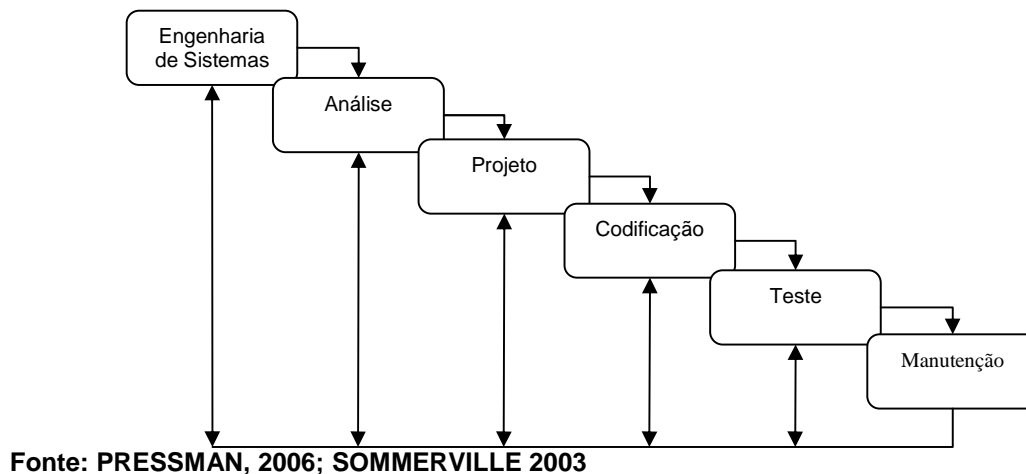 Engenharia
de Sistemas
Análise
Projeto
Codificação
Teste
Manutenção
Fonte: PRESSMAN, 2006; SOMMERVILLE 2003